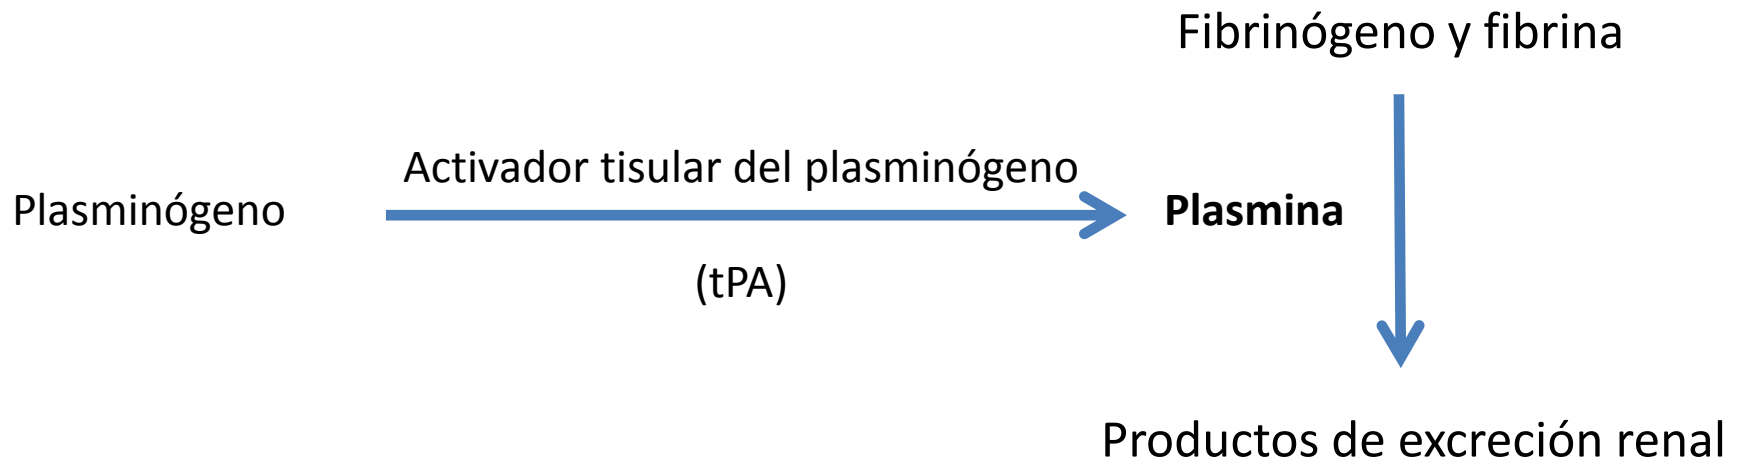 Fibrinógeno y fibrina
Activador tisular del plasminógeno
Plasminógeno
Plasmina
(tPA)
Productos de excreción renal